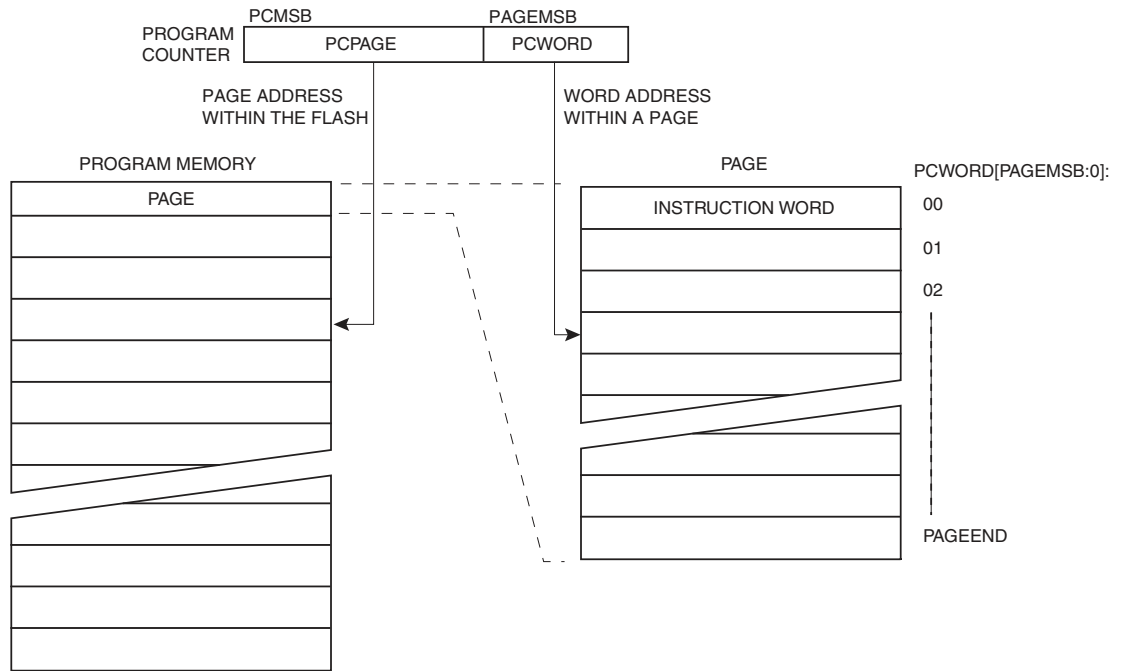 PCMSB
PAGEMSB
PROGRAM
COUNTER
PCPAGE
PCWORD
PAGE ADDRESS
WITHIN THE FLASH
WORD ADDRESS
WITHIN A PAGE
PROGRAM MEMORY
PAGE
PAGE
INSTRUCTION WORD
PCWORD[PAGEMSB:0]:
00
01
02
PAGEEND